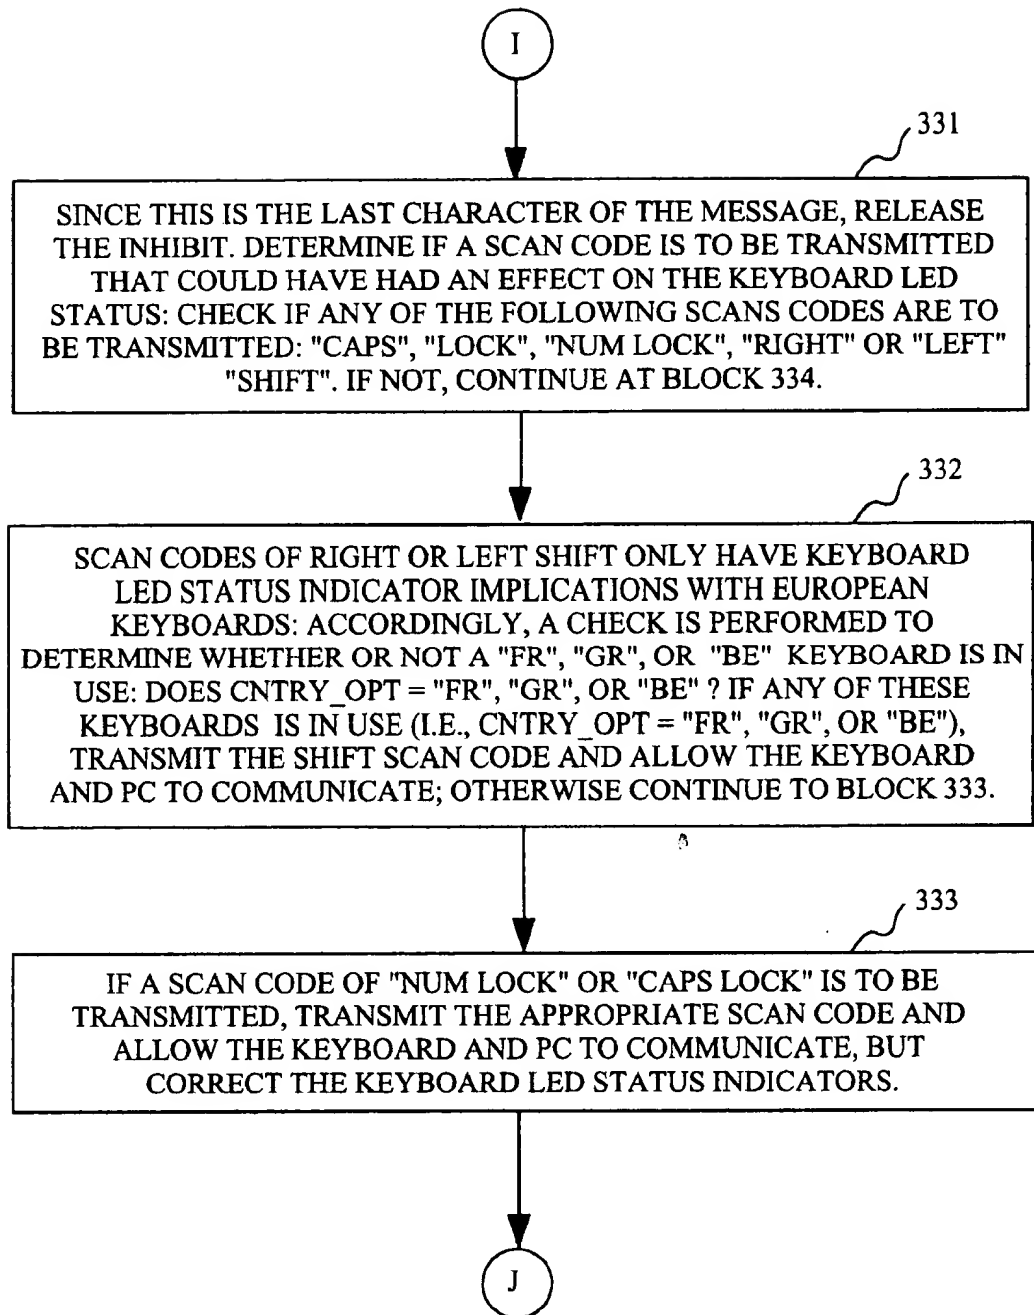 I
331
SINCE THIS IS THE LAST CHARACTER OF THE MESSAGE, RELEASE
THE INHIBIT. DETERMINE IF A SCAN CODE IS TO BE TRANSMITTED
THAT COULD HAVE HAD AN EFFECT ON THE KEYBOARD LED
STATUS: CHECK IF ANY OF THE FOLLOWING SCANS CODES ARE TO
BE TRANSMITTED: "CAPS", "LOCK", "NUM LOCK", "RIGHT" OR "LEFT"
"SHIFT". IF NOT, CONTINUE AT BLOCK 334.
332
SCAN CODES OF RIGHT OR LEFT SHIFT ONLY HAVE KEYBOARD
LED STATUS INDICATOR IMPLICATIONS WITH EUROPEAN
KEYBOARDS: ACCORDINGLY, A CHECK IS PERFORMED TO
DETERMINE WHETHER OR NOT A "FR", "GR", OR "BE" KEYBOARD IS IN
USE: DOES CNTRY_OPT = "FR", "GR", OR "BE" ? IF ANY OF THESE
KEYBOARDS IS IN USE (I.E., CNTRY_OPT = "FR", "GR", OR "BE"),
TRANSMIT THE SHIFT SCAN CODE AND ALLOW THE KEYBOARD
AND PC TO COMMUNICATE; OTHERWISE CONTINUE TO BLOCK 333.
333
IF A SCAN CODE OF "NUM LOCK" OR "CAPS LOCK" IS TO BE
TRANSMITTED, TRANSMIT THE APPROPRIATE SCAN CODE AND
ALLOW THE KEYBOARD AND PC TO COMMUNICATE, BUT
CORRECT THE KEYBOARD LED STATUS INDICATORS.
J